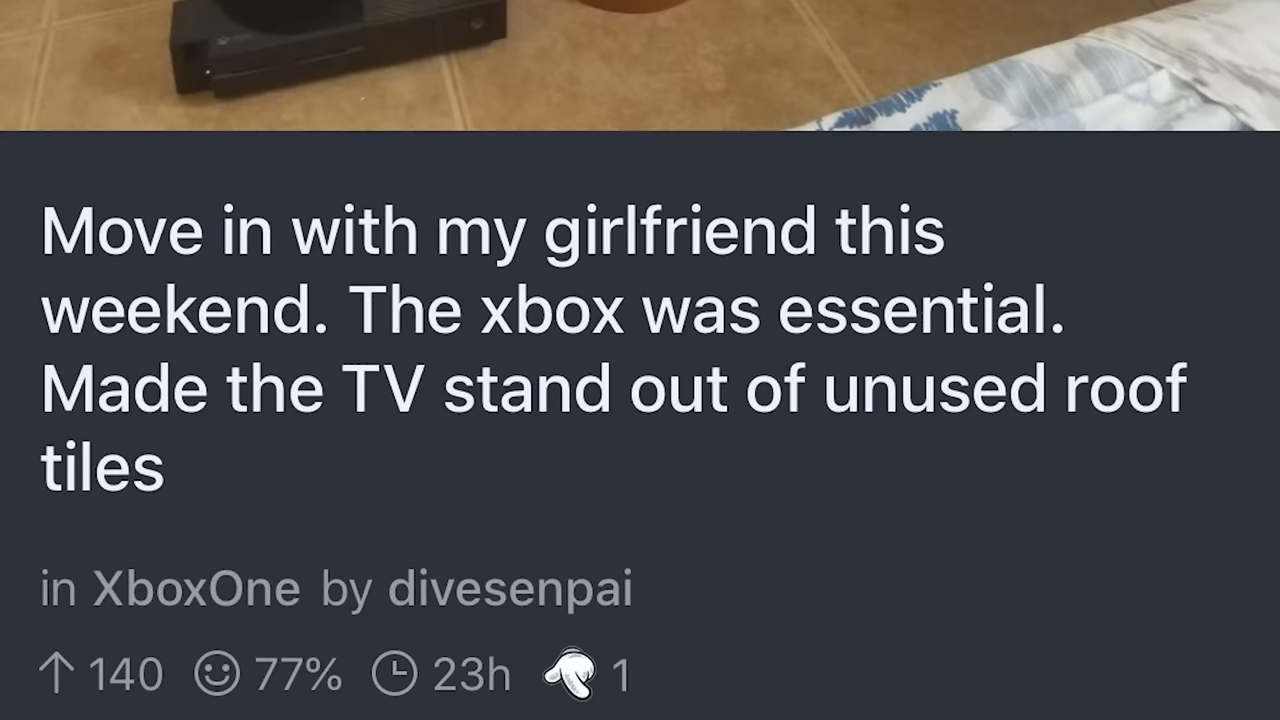 Move in with my girlfriend this
weekend. The xbox was essential.
Made the TV stand out of unused roof
tiles
in XboxOne by divesenpai
140 77% 23h 1